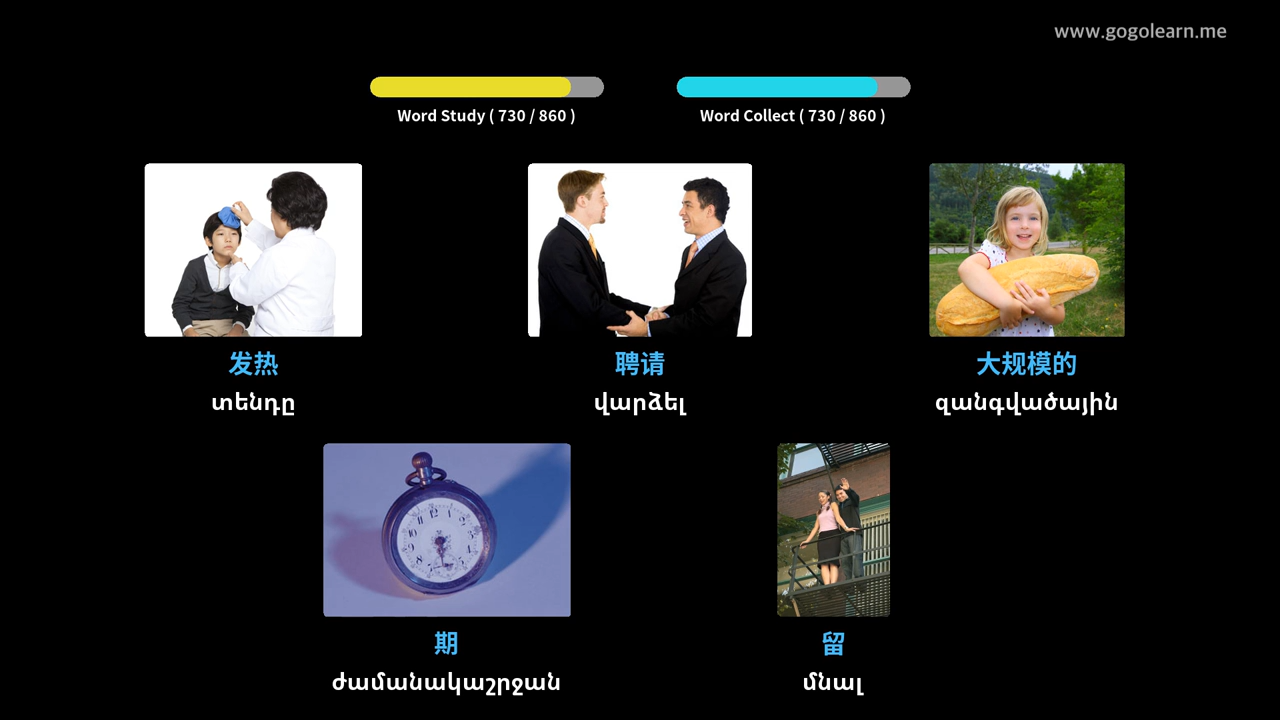 www.gogolearn.me
Word Study ( 730 / 860 )
Word Collect ( 730 / 860 )
发热
տենդը
聘请
վարձել
大规模的
զանգվածային
期
ժամանակաշրջան
留
մնալ